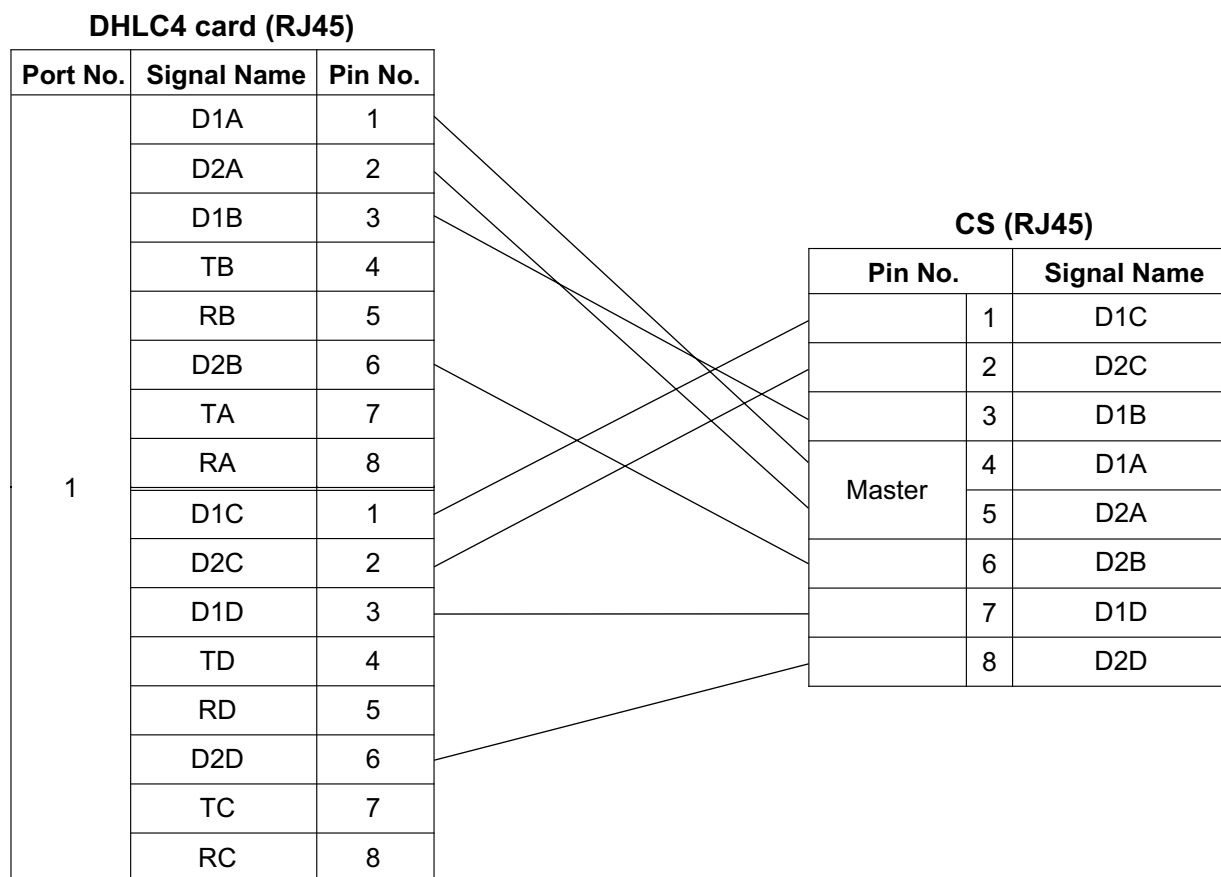 DHLC4 card (RJ45)
Port No. Signal Name Pin No.
D1A 1
D2A 2
D1B 3
TB 4
RB 5
D2B 6
TA 7
RA 8
1
D1C 1
D2C 2
D1D 3
TD 4
RD 5
D2D 6
TC 7
RC 8
CS (RJ45)
Pin No. Signal Name
1 D1C
2 D2C
3 D1B
Master
4 D1A
5 D2A
6 D2B
7 D1D
8 D2D